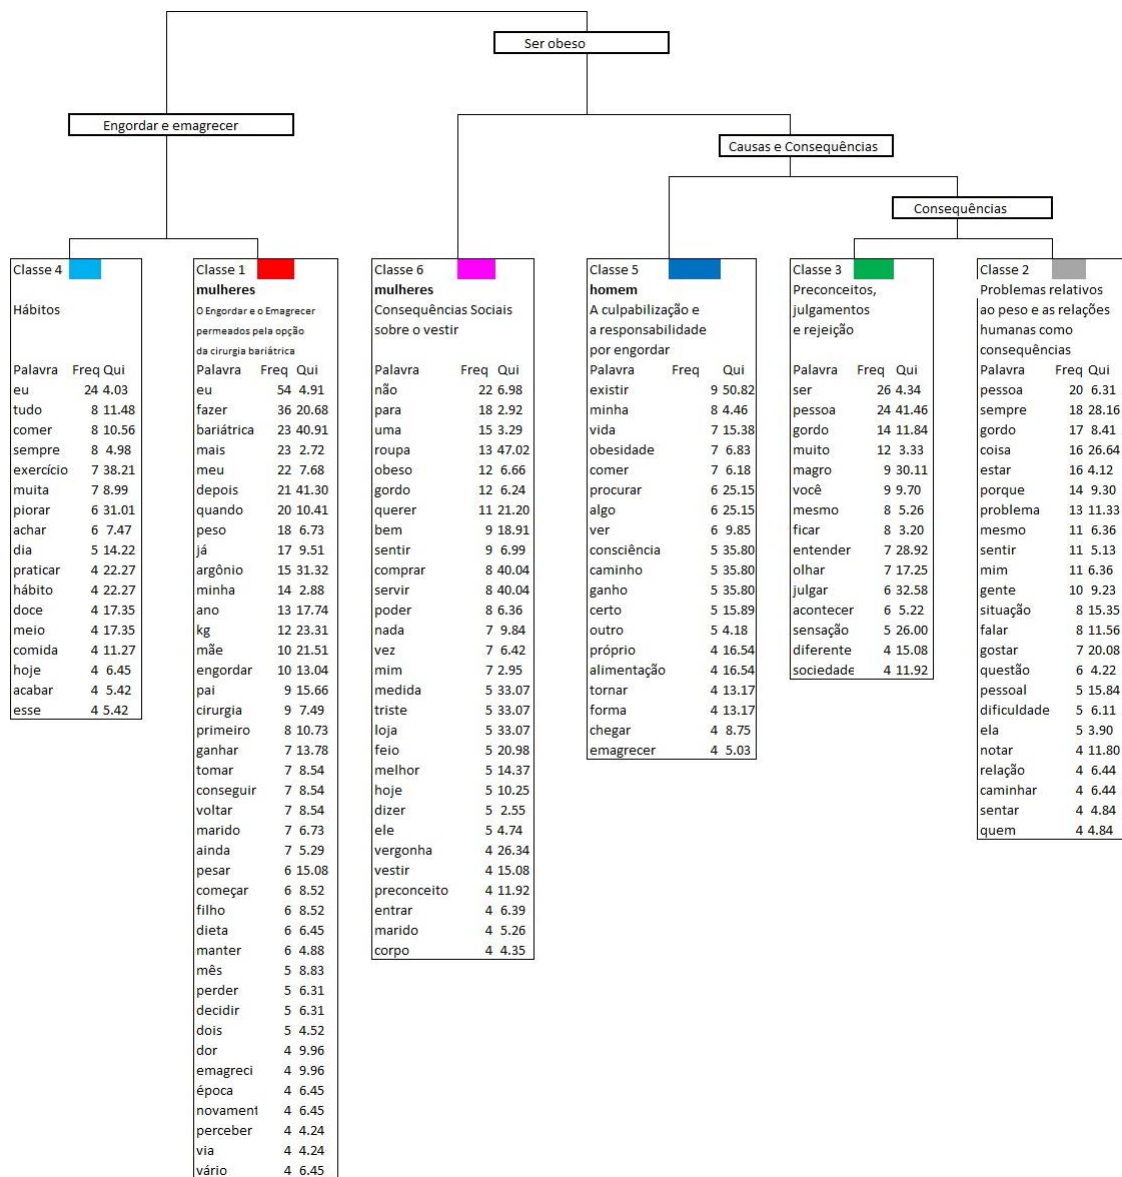 Ser obeso
Engordar e emagrecer
Causas e Consequências
Consequências
Classe 4
Hábitos
Palavra Freq Qui
eu 24 4.03
tudo 8 11.48
comer 8 10.56
sempre 8 4.98
exercício 7 38.21
muita 7 8.99
piorar 6 31.01
achar 6 7.47
dia 5 14.22
praticar 4 22.27
hábito 4 22.27
doce 4 17.35
meio 4 17.35
comida 4 11.27
hoje 4 6.45
acabar 4 5.42
esse 4 5.42
Classe 1
mulheres
O Engordar e o Emagrecer
permeados pela opção
da cirurgia bariátrica
Palavra Freq Qui
eu 54 4.91
fazer 36 20.68
bariátrica 23 40.91
mais 23 2.72
meu 22 7.68
depois 21 41.30
quando 20 10.41
peso 18 6.73
já 17 9.51
argônio 15 31.32
minha 14 2.88
ano 13 17.74
kg 12 23.31
mãe 10 21.51
engordar 10 13.04
pai 9 15.66
cirurgia 9 7.49
primeiro 8 10.73
ganhar 7 13.78
tomar 7 8.54
conseguir 7 8.54
voltar 7 8.54
marido 7 6.73
ainda 7 5.29
pesar 6 15.08
começar 6 8.52
filho 6 8.52
dieta 6 6.45
manter 6 4.88
mês 5 8.83
perder 5 6.31
decidir 5 6.31
dois 5 4.52
dor 4 9.96
emagreci 4 9.96
época 4 6.45
novament 4 6.45
perceber 4 4.24
via 4 4.24
vário 4 6.45
Classe 6
mulheres
Consequências Sociais
sobre o vestir
Palavra Freq Qui
não 22 6.98
para 18 2.92
uma 15 3.29
roupa 13 47.02
obeso 12 6.66
gordo 12 6.24
querer 11 21.20
bem 9 18.91
sentir 9 6.99
comprar 8 40.04
servir 8 40.04
poder 8 6.36
nada 7 9.84
vez 7 6.42
mim 7 2.95
medida 5 33.07
triste 5 33.07
loja 5 33.07
feio 5 20.98
melhor 5 14.37
hoje 5 10.25
dizer 5 2.55
ele 5 4.74
vergonha 4 26.34
vestir 4 15.08
preconceito 4 11.92
entrar 4 6.39
marido 4 5.26
corpo 4 4.35
Classe 5
homem
A culpabilização e
a responsabilidade
por engordar
Palavra Freq Qui
existir 9 50.82
minha 8 4.46
vida 7 15.38
obesidade 7 6.83
comer 7 6.18
procurar 6 25.15
algo 6 25.15
ver 6 9.85
consciência 5 35.80
caminho 5 35.80
ganho 5 35.80
certo 5 15.89
outro 5 4.18
próprio 4 16.54
alimentação 4 16.54
tornar 4 13.17
forma 4 13.17
chegar 4 8.75
emagrecer 4 5.03
Classe 3
Preconceitos,
julgamentos
e rejeição
Palavra Freq Qui
ser 26 4.34
pessoa 24 41.46
gordo 14 11.84
muito 12 3.33
magro 9 30.11
você 9 9.70
mesmo 8 5.26
ficar 8 3.20
entender 7 28.92
olhar 7 17.25
julgar 6 32.58
acontecer 6 5.22
sensação 5 26.00
diferente 4 15.08
sociedade 4 11.92
Classe 2
Problemas relativos
ao peso e as relações
humanas como
consequências
Palavra Freq Qui
pessoa 20 6.31
sempre 18 28.16
gordo 17 8.41
coisa 16 26.64
estar 16 4.12
porque 14 9.30
problema 13 11.33
mesmo 11 6.36
sentir 11 5.13
mim 11 6.36
gente 10 9.23
situação 8 15.35
falar 8 11.56
gostar 7 20.08
questão 6 4.22
pessoal 5 15.84
dificuldade 5 6.11
ela 5 3.90
notar 4 11.80
relação 4 6.44
caminhar 4 6.44
sentar 4 4.84
quem 4 4.84